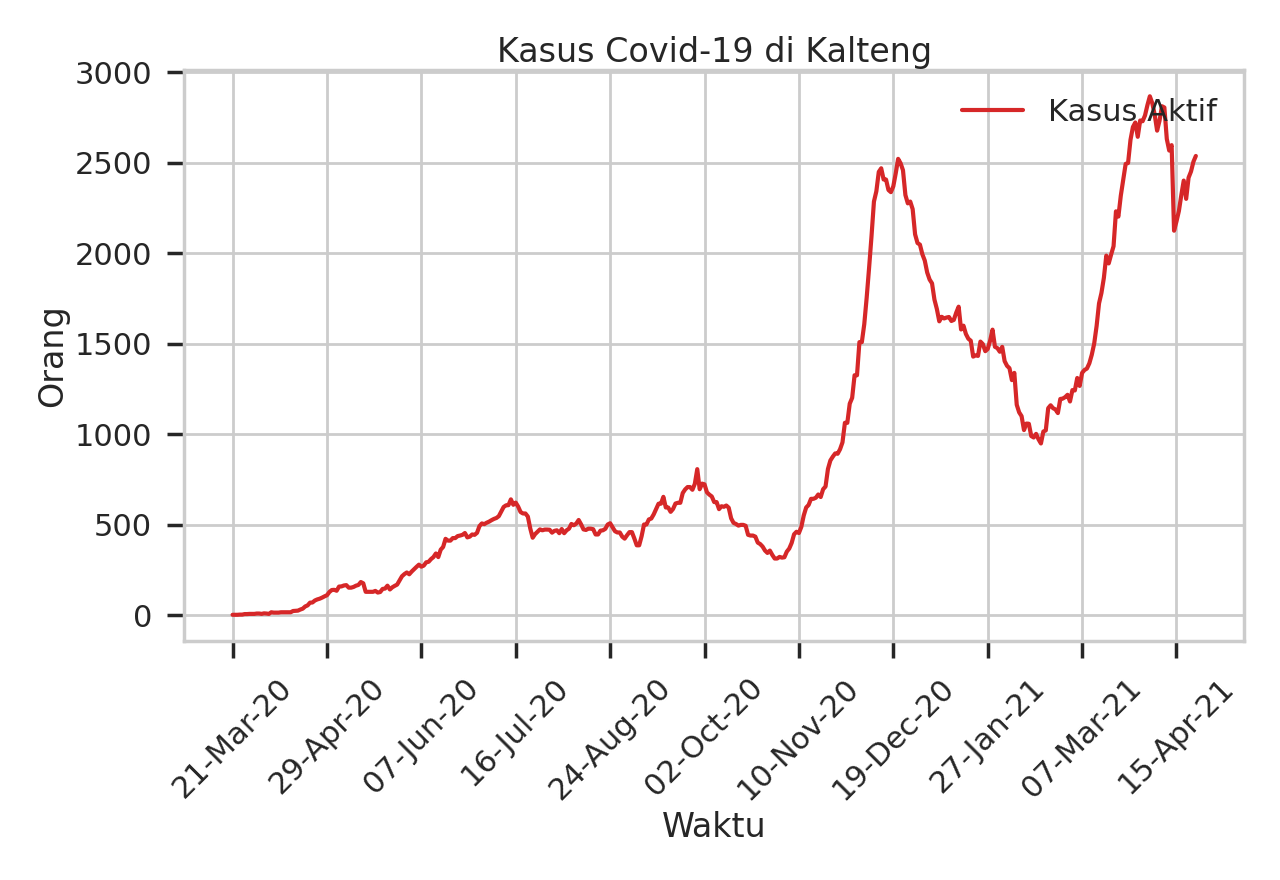 Kasus Covid-19 di Kalteng
Kasus Aktif
Orang
3000
2500
2000
1500
1000
500
0
21-Mar-20
29-Apr-20
07-Jun-20
16-Jul-20
24-Aug-20
02-Oct-20
10-Nov-20
19-Dec-20
27-Jan-21
07-Mar-21
15-Apr-21
Waktu